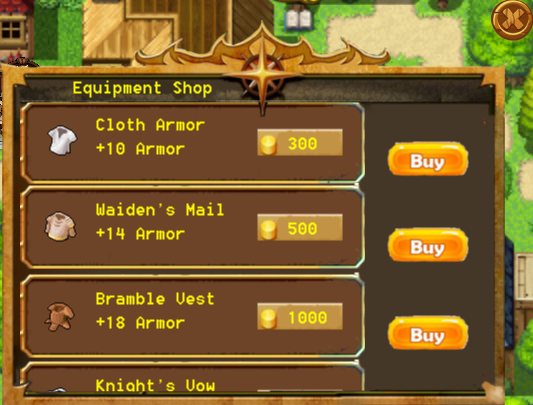 Equipment Shop
Cloth Armor
+10 Armor
300
Buy
Waiden's Mail
+14 Armor
500
Buy
Bramble Vest
+18 Armor
1000
Buy
Knight's Vow